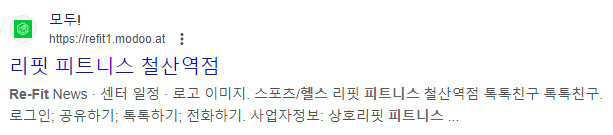 모두!
https://refit1.modoo.at
리핏 피트니스 철산역점
Re-Fit News · 센터 일정 · 로고 이미지. 스포츠/헬스 리핏 피트니스 철산역점 톡톡친구 톡톡친구.
로그인; 공유하기; 톡톡하기; 전화하기. 사업자정보: 상호리핏 피트니스 ...